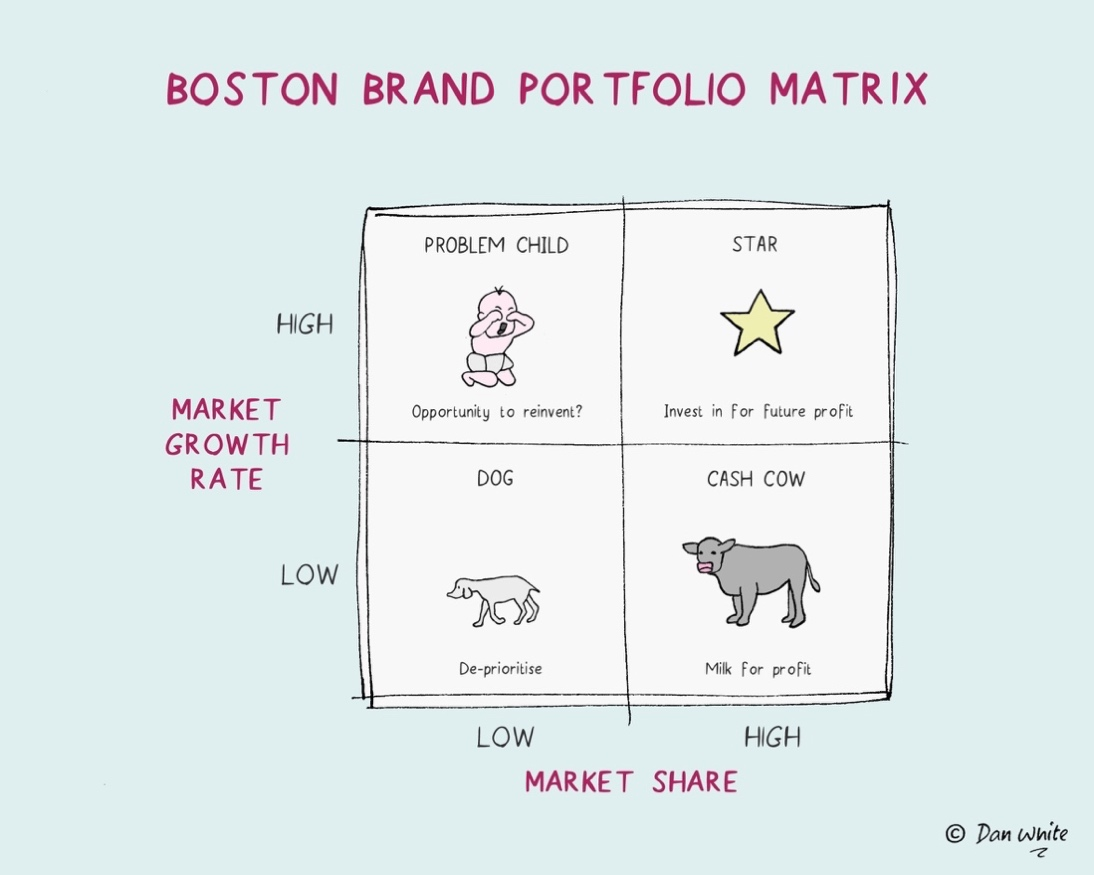 BOSTON BRAND PORTFOLIO MATRIX
PROBLEM CHILD
STAR
HIGH
Opportunity to reinvent?
Invest in for future profit
MARKET
GROWTH
RATE
DOG
CASH COW
LOW
De-prioritise
Milk for profit
LOW
HIGH
MARKET SHARE
© Dan White